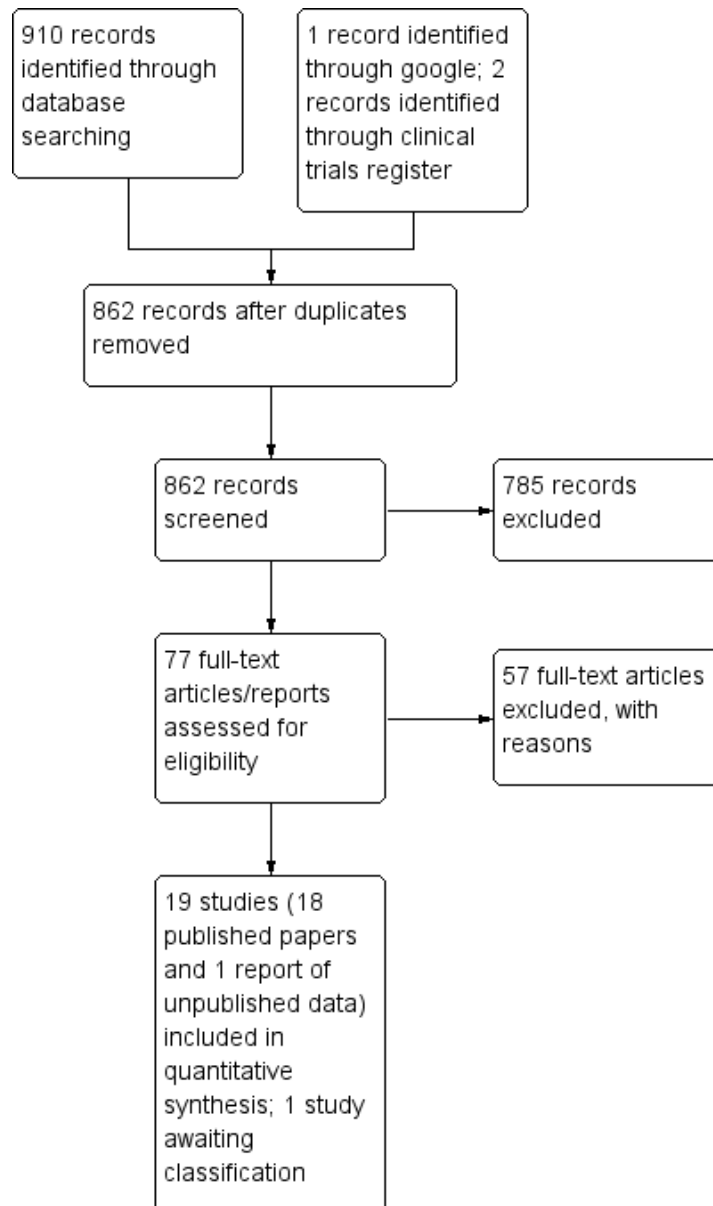 910 records
identified through
database
searching
1 record identified
through google; 2
records identified
through clinical
trials register
862 records after duplicates
removed
862 records
screened
785 records
excluded
77 full-text
articles/reports
assessed for
eligibility
57 full-text articles
excluded, with
reasons
19 studies (18
published papers
and 1 report of
unpublished data)
included in
quantitative
synthesis; 1 study
awaiting
classification